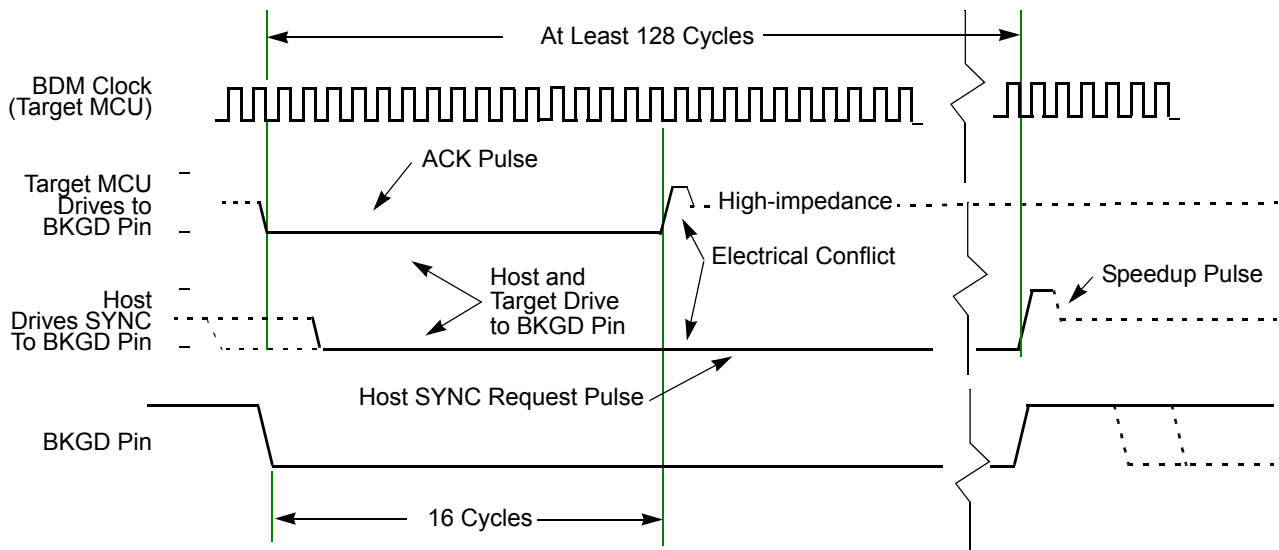 At Least 128 Cycles
BDM Clock
(Target MCU)
ACK Pulse
Target MCU
Drives to
BKGD Pin
High-impedance
Electrical Conflict
Host and
Target Drive
to BKGD Pin
Speedup Pulse
Host
Drives SYNC
To BKGD Pin
Host SYNC Request Pulse
BKGD Pin
16 Cycles